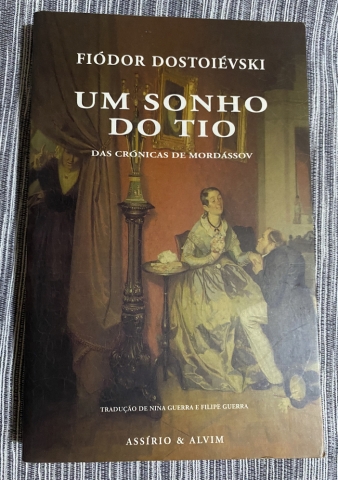 FIÓDOR DOSTOIÉVSKI
UM SONHO
DO TIO
DAS CRÓNICAS DE MORDÁSSOV
TRADUÇÃO DE NINA GUERRA E FILIPE GUERRA
ASSÍRIO & ALVIM